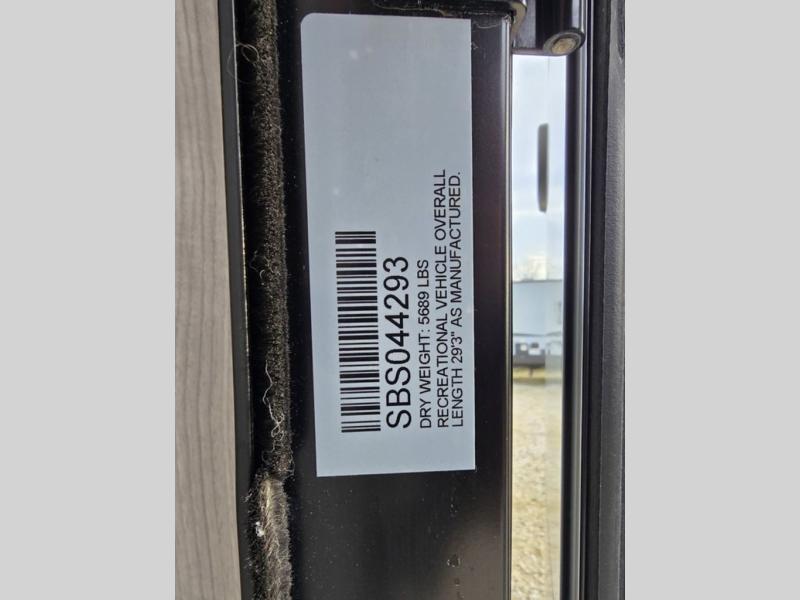 SBS044293
DRY WEIGHT: 5689 LBS
RECREATIONAL VEHICLE OVERALL
LENGTH 29'3" AS MANUFACTURED.